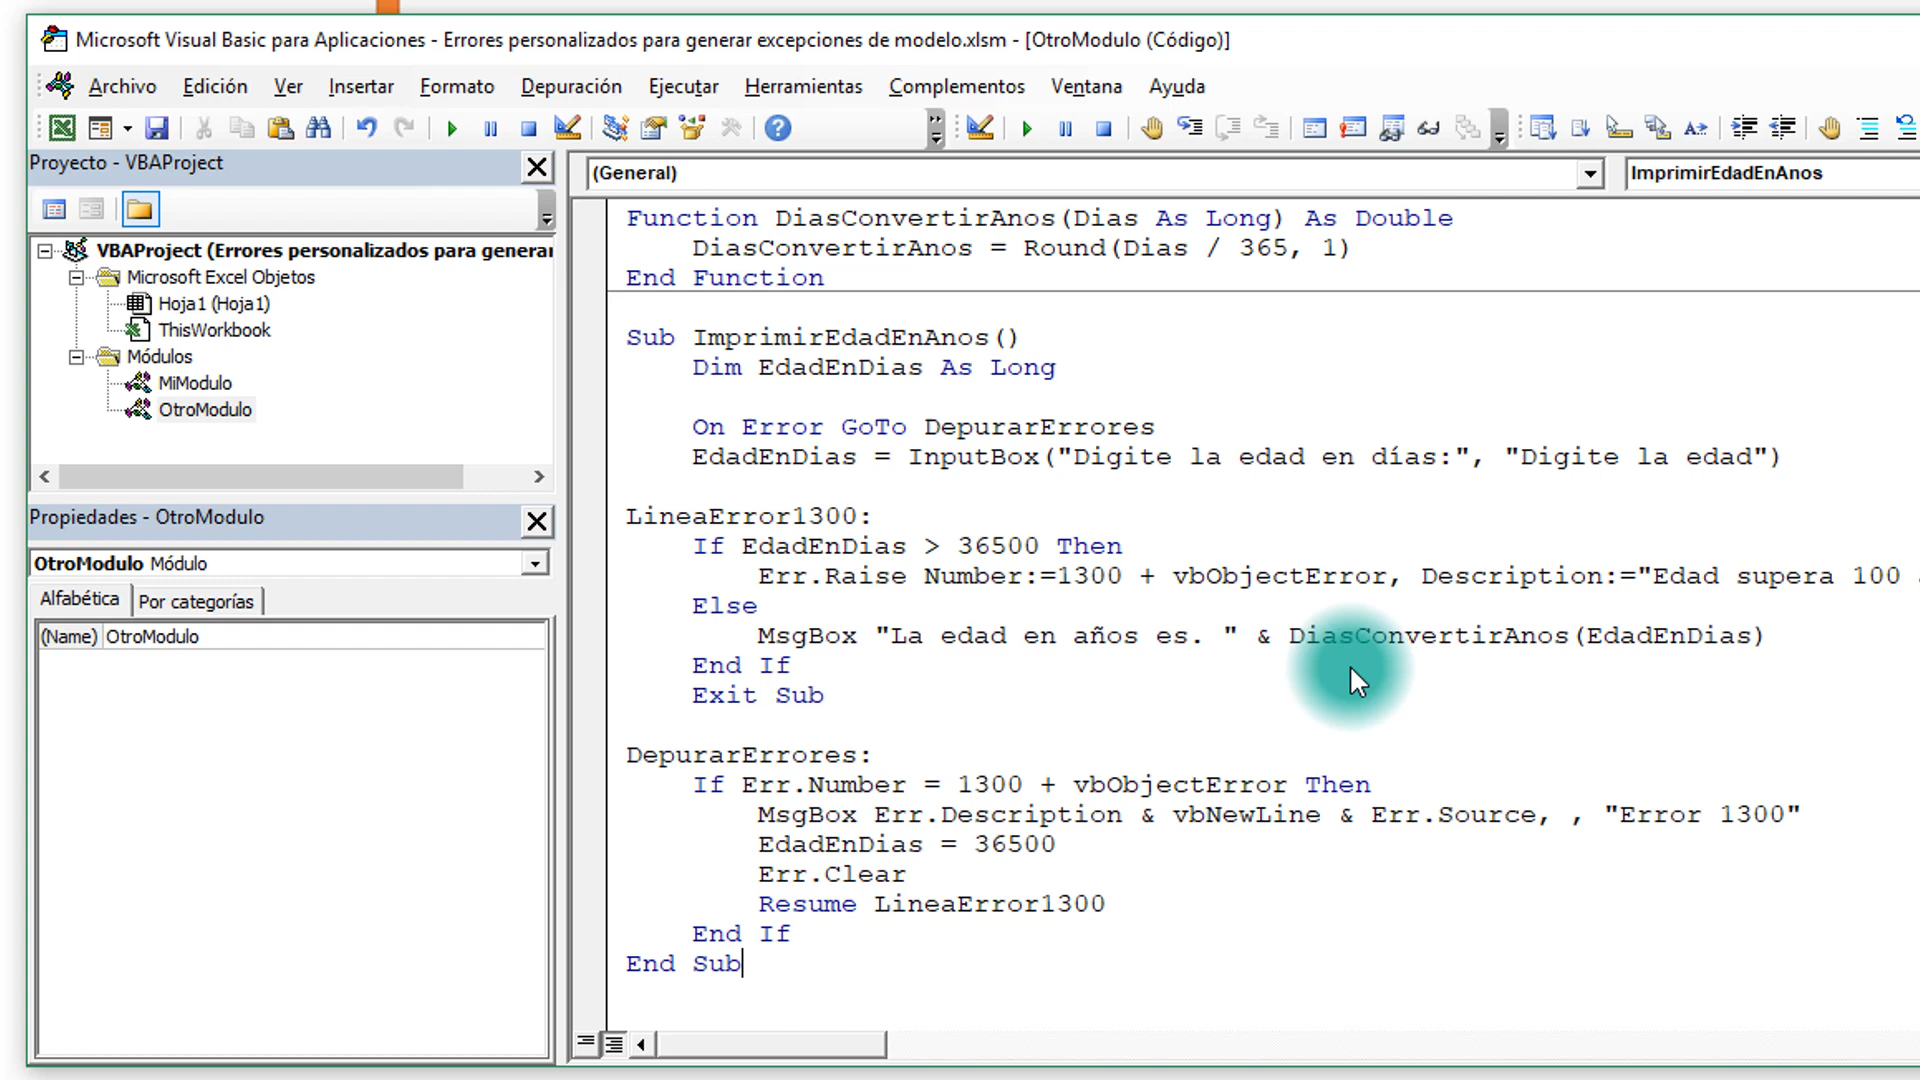 Microsoft Visual Basic para Aplicaciones - Errores personalizados para generar excepciones de modelo.xlsm - [OtroModulo (Código)]
Archivo Edición Ver Insertar Formato Depuración Ejecutar Herramientas Complementos Ventana Ayuda
Proyecto - VBAProject
VBAProject (Errores personalizados para generar
Microsoft Excel Objetos
Hoja1 (Hoja1)
ThisWorkbook
Módulos
MiModulo
OtroModulo
Propiedades - OtroModulo
OtroModulo Módulo
Alfabética Por categorías
(Name) OtroModulo
(General) ImprimirEdadEnAnos
Function DiasConvertirAnos(Dias As Long) As Double
DiasConvertirAnos = Round(Dias / 365, 1)
End Function
Sub ImprimirEdadEnAnos()
Dim EdadEnDias As Long
On Error GoTo DepurarErrores
EdadEnDias = InputBox("Digite la edad en días:", "Digite la edad")
LineaError1300:
If EdadEnDias > 36500 Then
Err.Raise Number:=1300 + vbObjectError, Description:="Edad supera 100
Else
MsgBox "La edad en años es. " & DiasConvertirAnos(EdadEnDias)
End If
Exit Sub
DepurarErrores:
If Err.Number = 1300 + vbObjectError Then
MsgBox Err.Description & vbNewLine & Err.Source, , "Error 1300"
EdadEnDias = 36500
Err.Clear
Resume LineaError1300
End If
End Sub